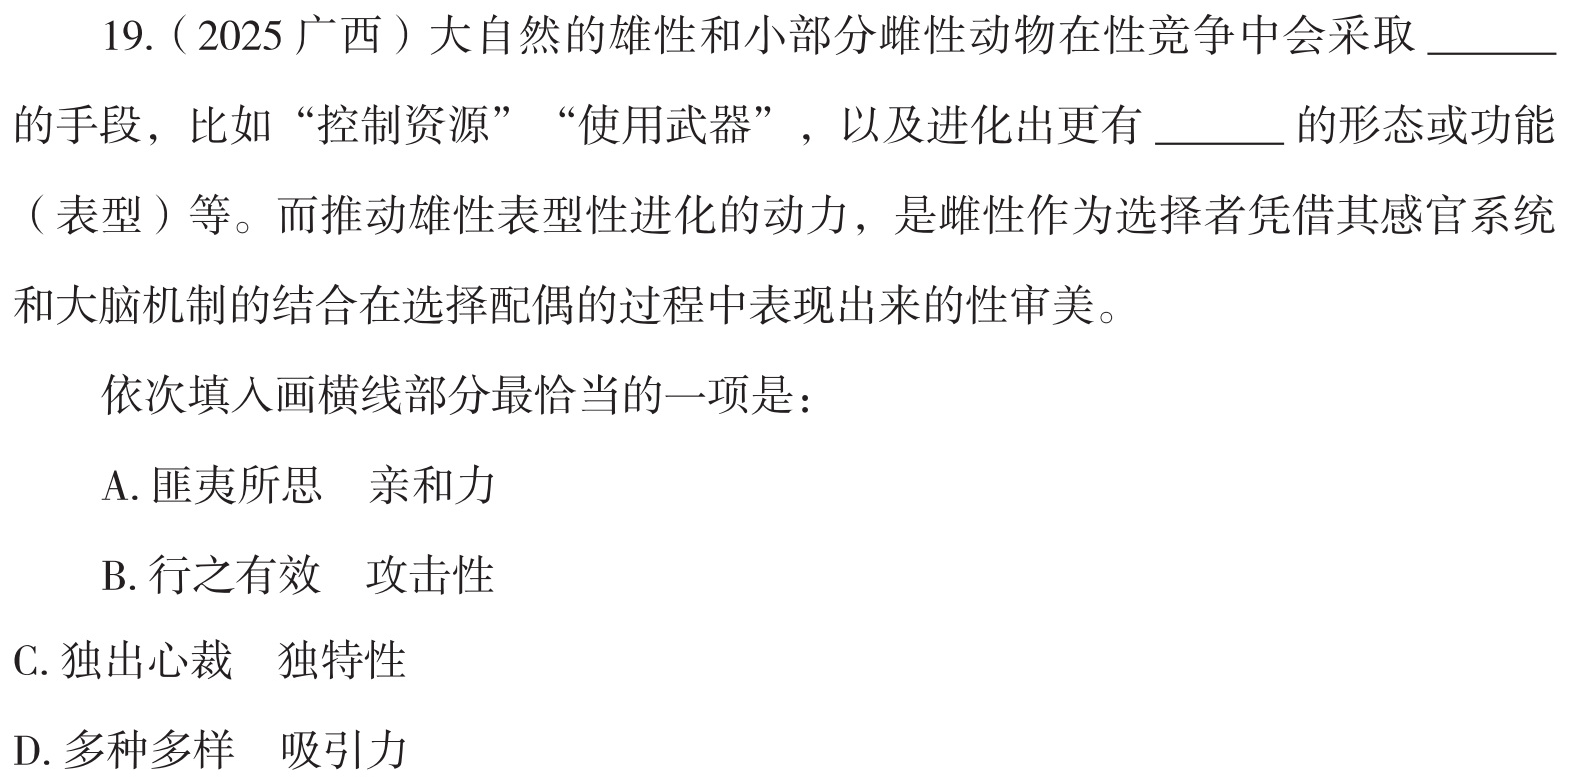 19.（2025 广西）大自然的雄性和小部分雌性动物在性竞争中会采取 ______
的手段，比如“控制资源”“使用武器”，以及进化出更有 ______ 的形态或功能
（表型）等。而推动雄性表型性进化的动力，是雌性作为选择者凭借其感官系统
和大脑机制的结合在选择配偶的过程中表现出来的性审美。
依次填入画横线部分最恰当的一项是：
A. 匪夷所思　亲和力
B. 行之有效　攻击性
C. 独出心裁　独特性
D. 多种多样　吸引力